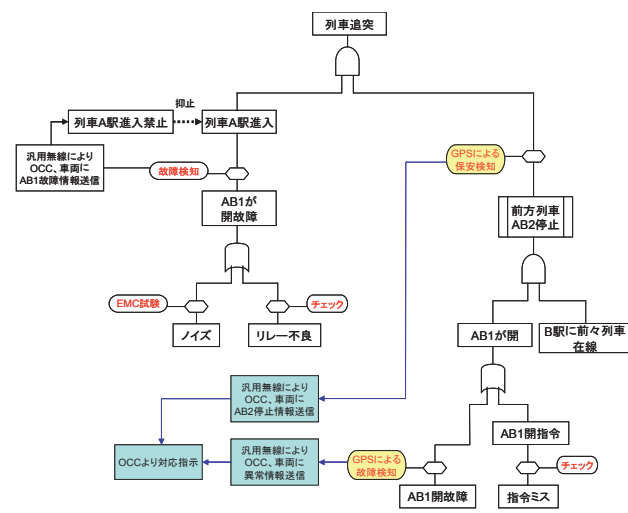 列車追突
抑止
列車A駅進入禁止
列車A駅進入
汎用無線により
OCC、車両に
AB1故障情報送信
故障検知
GPSによる
保安検知
AB1が
開故障
前方列車
AB2停止
EMC試験
チェック
ノイズ
リレー不良
AB1が開
B駅に前々列車
在線
汎用無線により
OCC、車両に
AB2停止情報送信
AB1開指令
OCCより対応指示
汎用無線により
OCC、車両に
異常情報送信
GPSによる
故障検知
チェック
AB1開故障
指令ミス